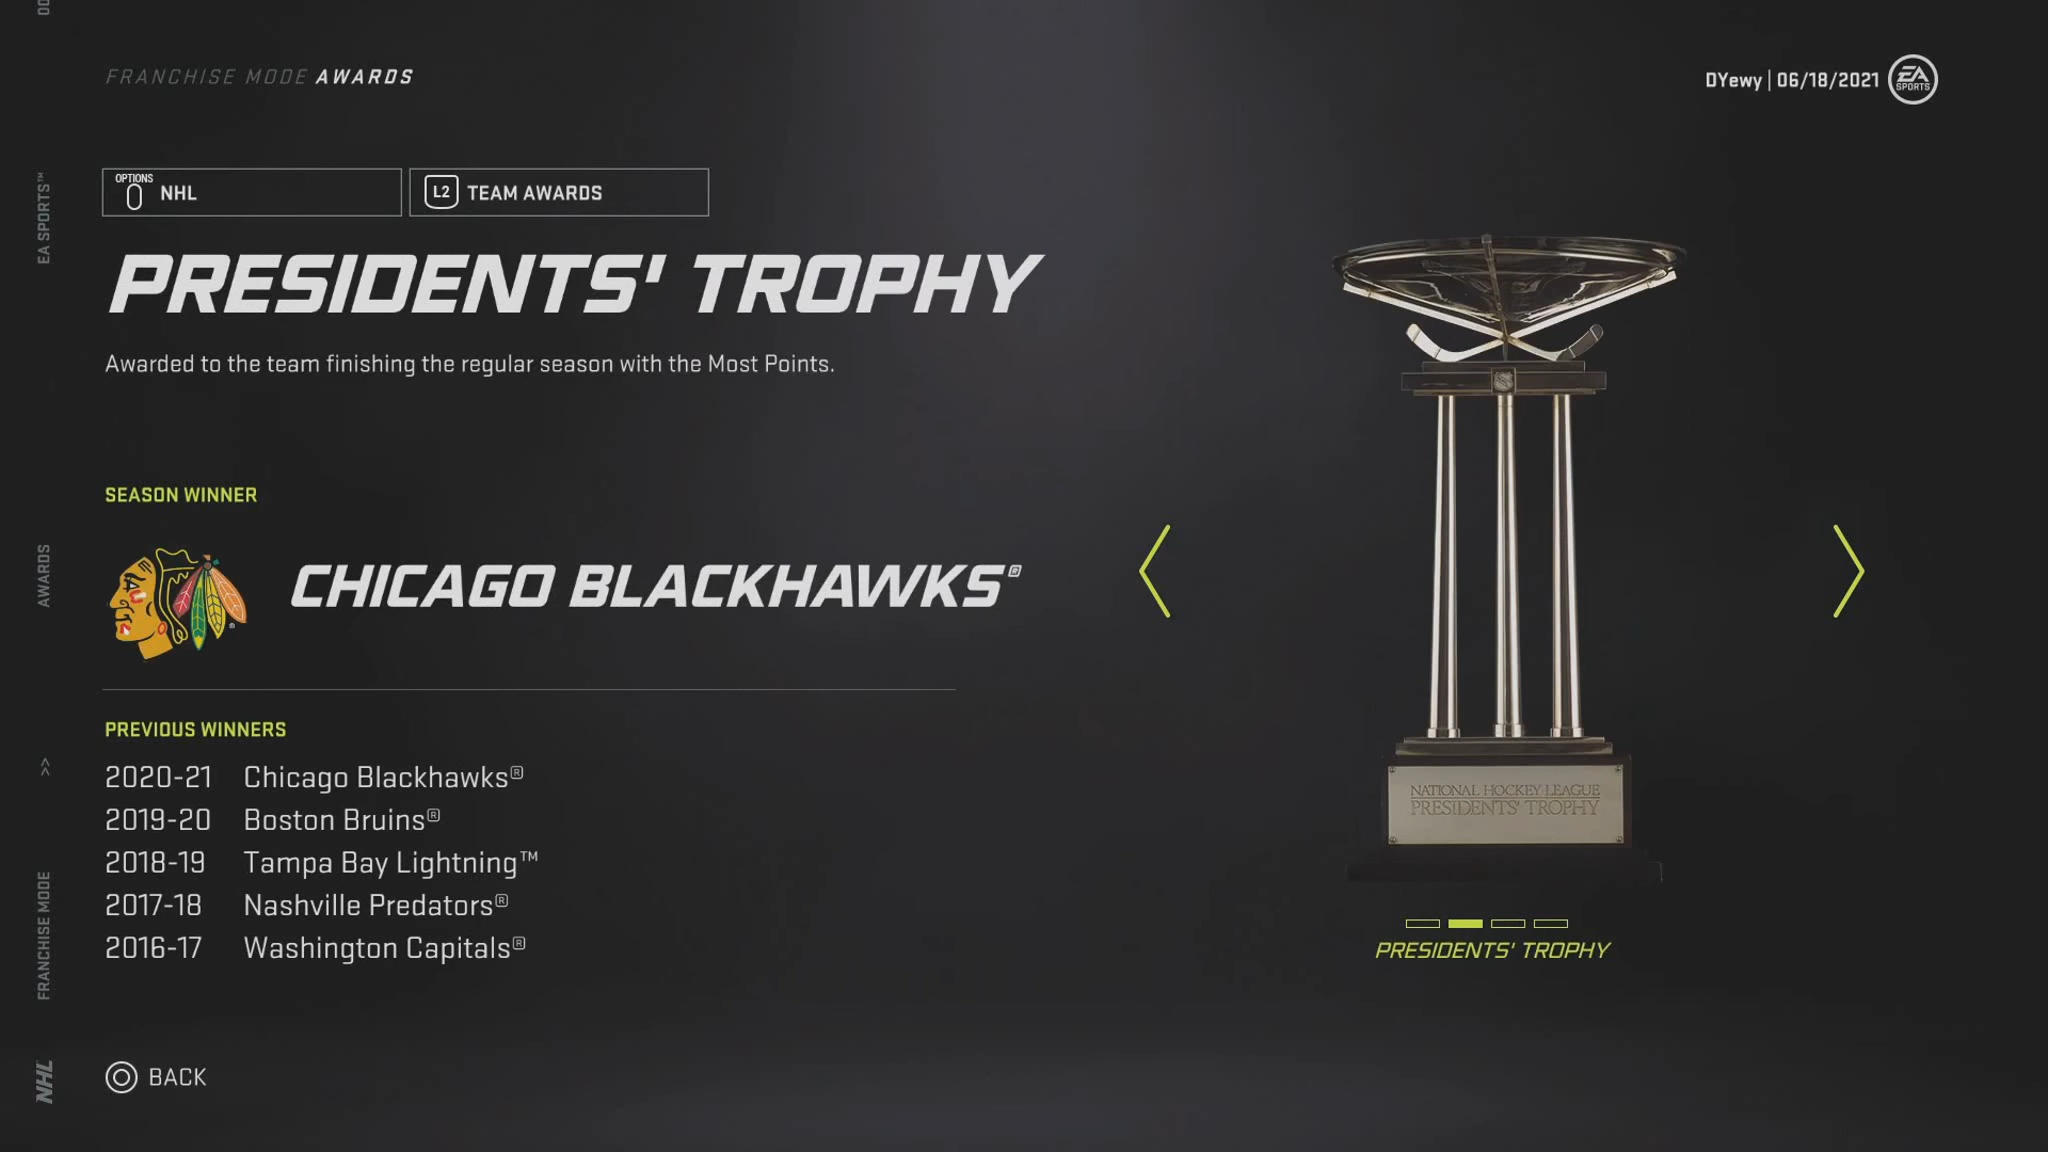 FRANCHISE MODE AWARDS
DYewy | 06/18/2021
EA SPORTS
OPTIONS NHL
L2 TEAM AWARDS
PRESIDENTS' TROPHY
Awarded to the team finishing the regular season with the Most Points.
SEASON WINNER
CHICAGO BLACKHAWKS®
PREVIOUS WINNERS
2020-21 Chicago Blackhawks®
2019-20 Boston Bruins®
2018-19 Tampa Bay Lightning™
2017-18 Nashville Predators®
2016-17 Washington Capitals®
NATIONAL HOCKEY LEAGUE
PRESIDENTS' TROPHY
PRESIDENTS' TROPHY
BACK
NHL
FRANCHISE MODE
>>
AWARDS
EA SPORTS™